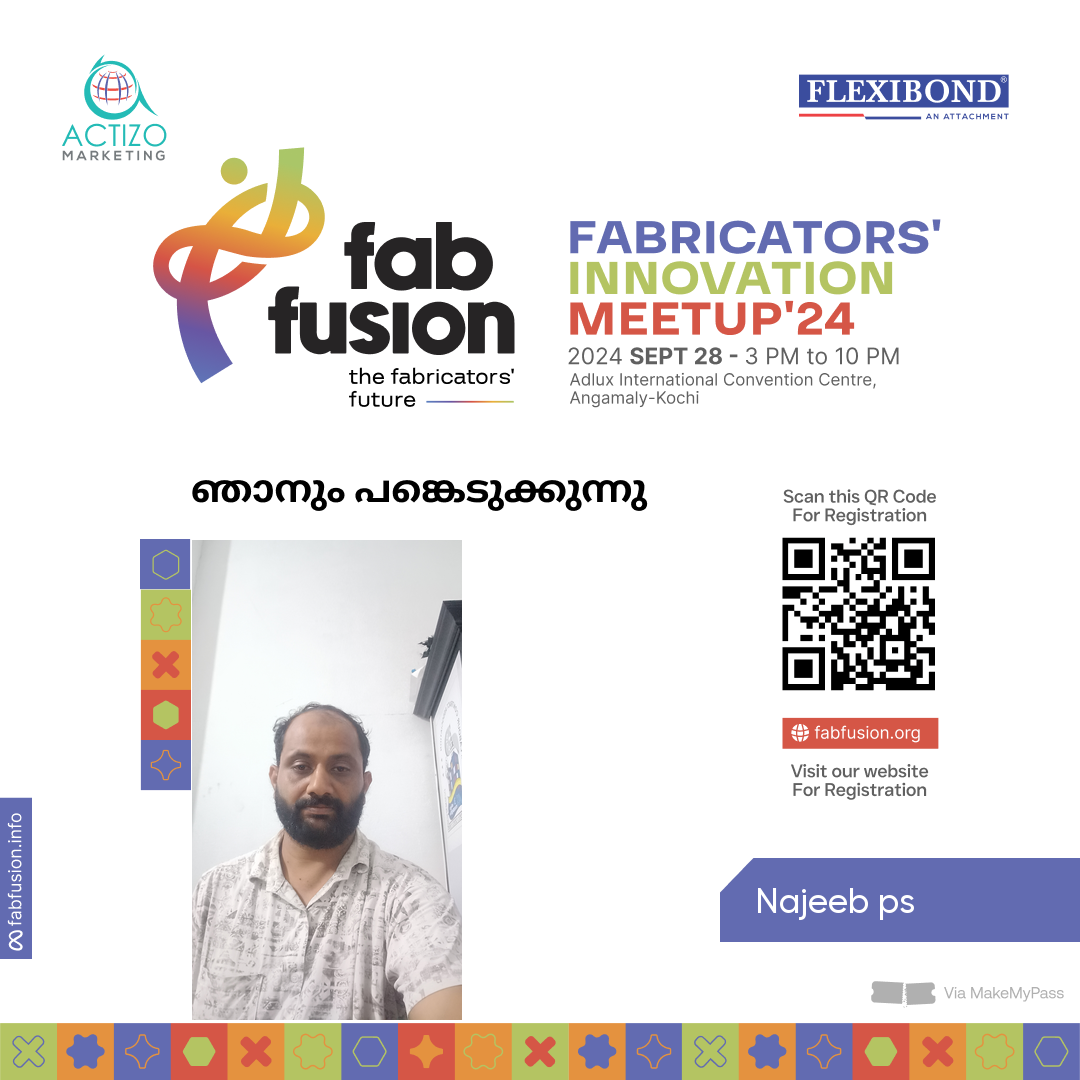 ACTIZO
MARKETING
FLEXIBOND®
AN ATTACHMENT
fab
fusion
the fabricators'
future
FABRICATORS'
INNOVATION
MEETUP'24
2024 SEPT 28 - 3 PM to 10 PM
Adlux International Convention Centre,
Angamaly-Kochi
ഞാനും പങ്കെടുക്കുന്നു
Scan this QR Code
For Registration
fabfusion.org
Visit our website
For Registration
fabfusion.info
Najeeb ps
Via MakeMyPass